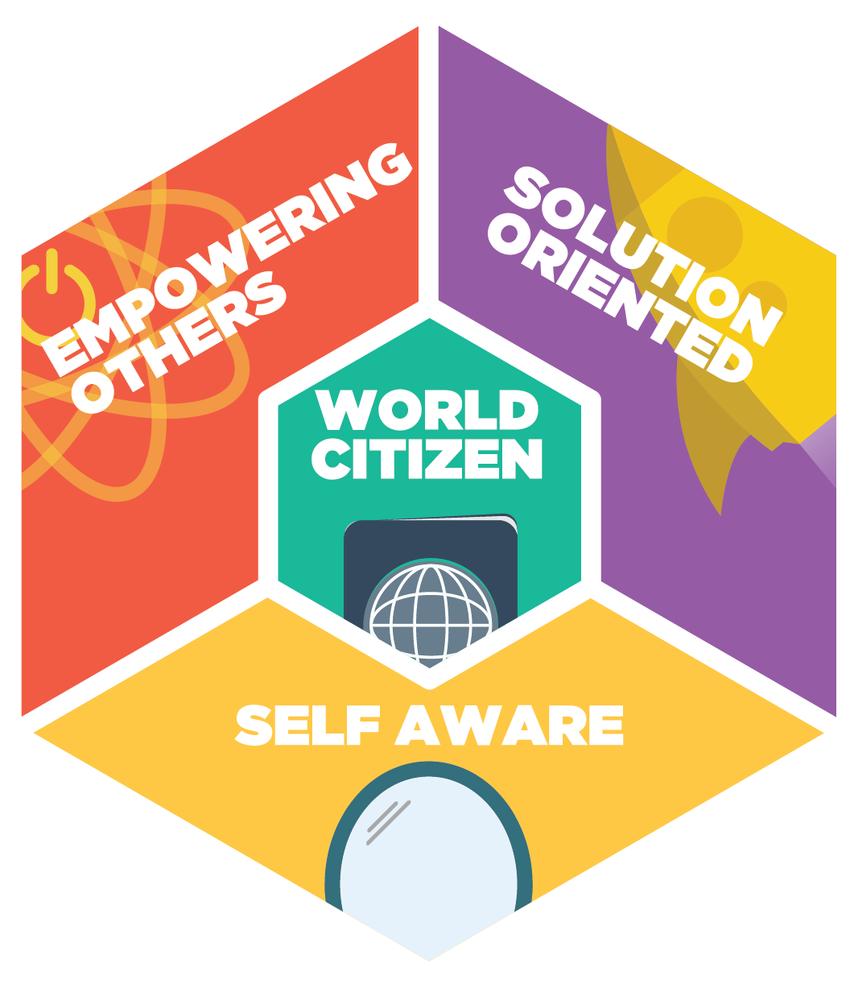 EMPOWERING
OTHERS
SOLUTION
ORIENTED
WORLD
CITIZEN
SELF AWARE